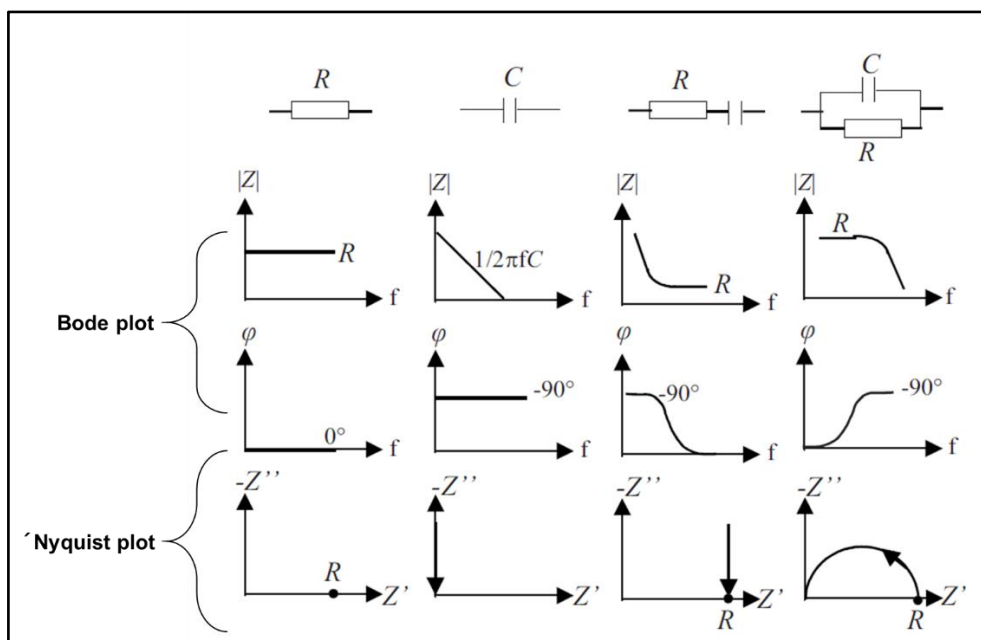 R
C
R
C
R
|Z|
|Z|
|Z|
|Z|
R
1/2πfC
R
R
f
f
f
f
Bode plot
φ
φ
φ
φ
0°
-90°
-90°
-90°
f
f
f
f
-Z’’
-Z’’
-Z’’
-Z’’
´Nyquist plot
R
Z’
Z’
Z’
Z’
R
R